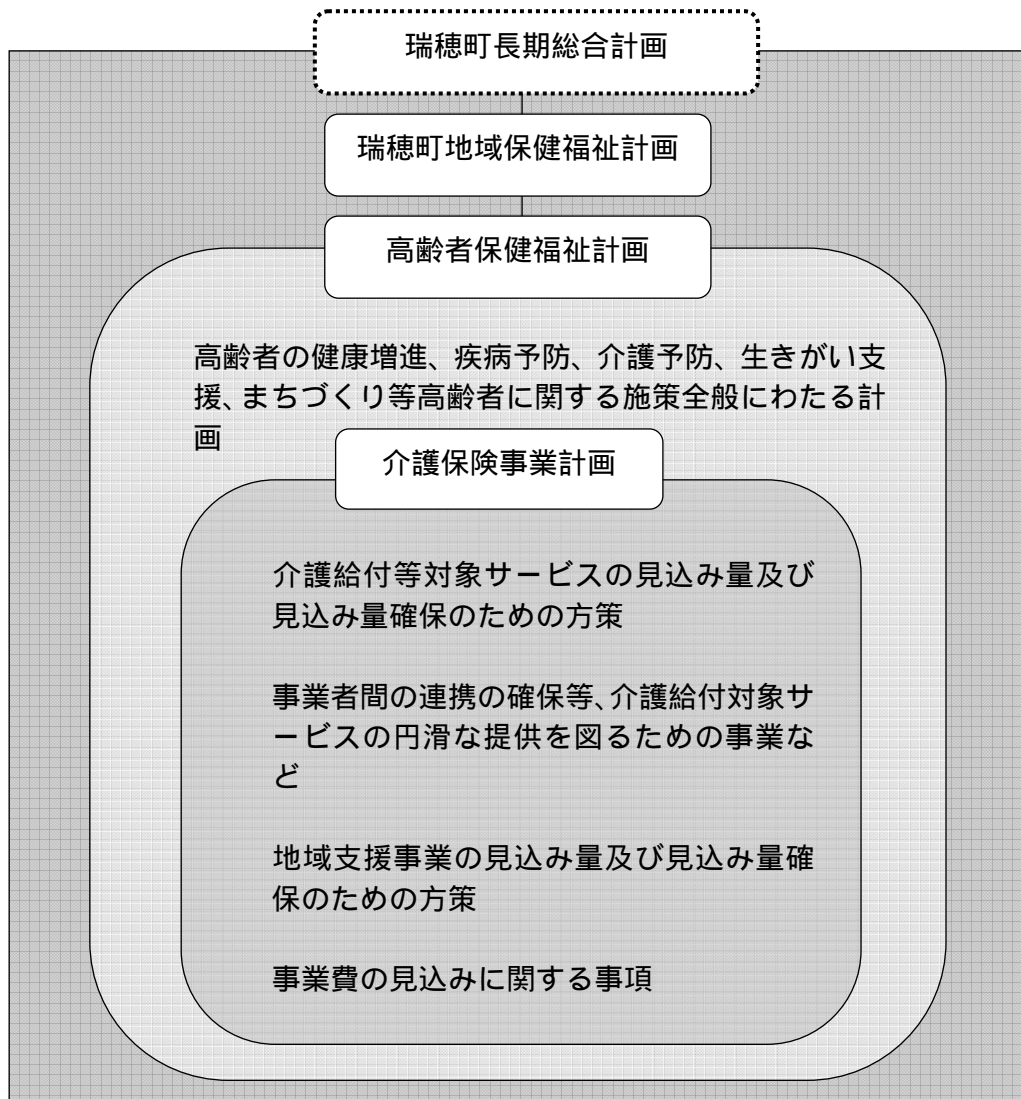 瑞穂町長期総合計画
瑞穂町地域保健福祉計画
高齢者保健福祉計画
高齢者の健康増進、疾病予防、介護予防、生きがい支
援、まちづくり等高齢者に関する施策全般にわたる計
画
介護保険事業計画
介護給付等対象サービスの見込み量及び
見込み量確保のための方策
事業者間の連携の確保等、介護給付対象サ
ービスの円滑な提供を図るための事業な
ど
地域支援事業の見込み量及び見込み量確
保のための方策
事業費の見込みに関する事項